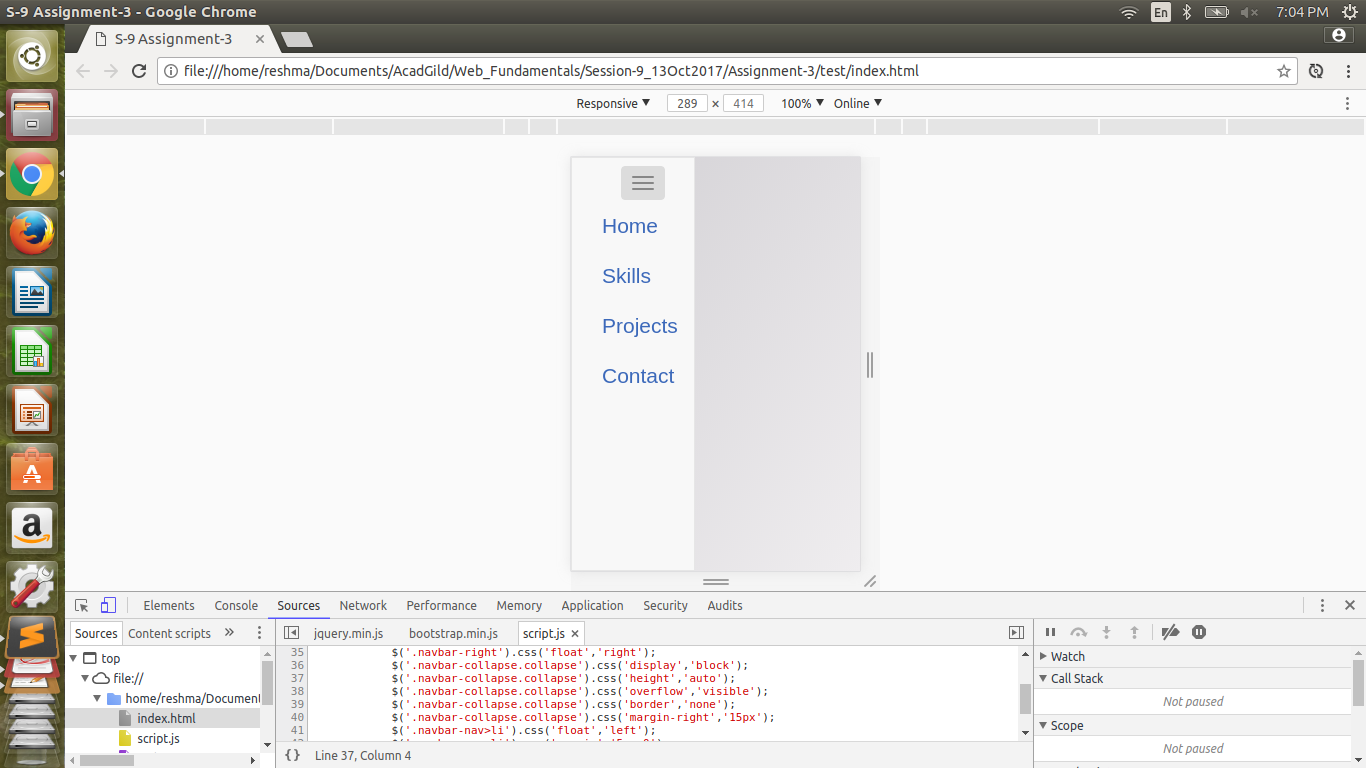 S-9 Assignment-3 - Google Chrome
En
7:04 PM
S-9 Assignment-3
file:///home/reshma/Documents/AcadGild/Web_Fundamentals/Session-9_13Oct2017/Assignment-3/test/index.html
Responsive 289 × 414 100% Online
Home
Skills
Projects
Contact
Elements Console Sources Network Performance Memory Application Security Audits
Sources Content scripts »
jquery.min.js bootstrap.min.js script.js ×
top
file://
home/reshma/Document
index.html
script.js
35 $('.navbar-right').css('float','right');
36 $('.navbar-collapse.collapse').css('display','block');
37 $('.navbar-collapse.collapse').css('height','auto');
38 $('.navbar-collapse.collapse').css('overflow','visible');
39 $('.navbar-collapse.collapse').css('border','none');
40 $('.navbar-collapse.collapse').css('margin-right','15px');
41 $('.navbar-nav>li').css('float','left');
{} Line 37, Column 4
Watch
Call Stack
Not paused
Scope
Not paused